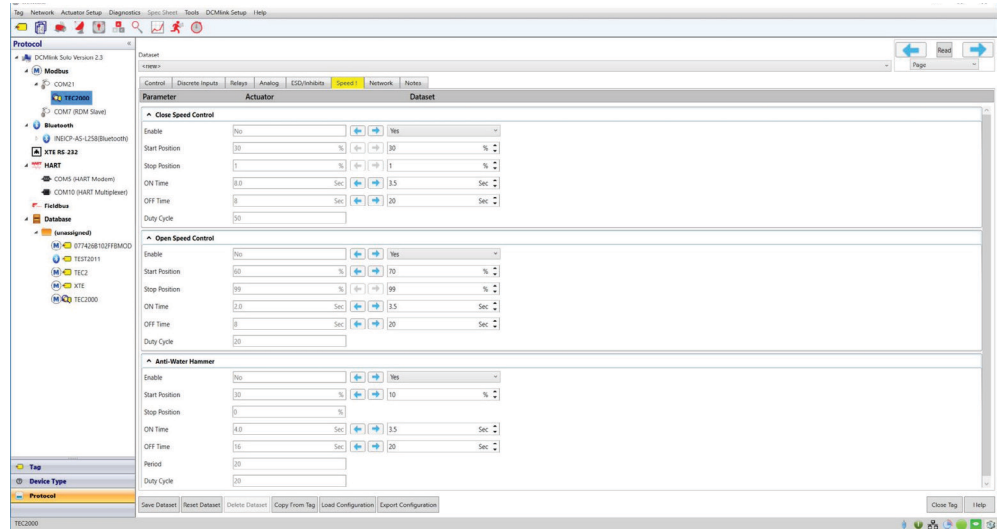 Tag Network Actuator Setup Diagnostics Spec Sheet Tools DCMlink Setup Help
Protocol
DCMlink Solu Version 2.3
Modbus
COM21
TEC2000
COM7 (RDM Slave)
Bluetooth
INEICP-AS-L258(Bluetooth)
XTE RS-232
HART
COM5 (HART Modem)
COM10 (HART Multiplexer)
Fieldbus
Database
(unassigned)
077426B102FFBMOD
TEST2011
TEC2
XTE
TEC2000
Tag
Device Type
Protocol
TEC2000
Dataset
<new>
Read
Page
Control Discrete Inputs Relays Analog ESD/Inhibits Speed ! Network Notes
Parameter Actuator Dataset
Close Speed Control
Enable No Yes
Start Position 30 % 30 %
Stop Position 1 % 1 %
ON Time 8.0 Sec 3.5 Sec
OFF Time 8 Sec 20 Sec
Duty Cycle 50
Open Speed Control
Enable No Yes
Start Position 60 % 70 %
Stop Position 99 % 99 %
ON Time 2.0 Sec 3.5 Sec
OFF Time 8 Sec 20 Sec
Duty Cycle 20
Anti-Water Hammer
Enable No Yes
Start Position 30 % 10 %
Stop Position 0 %
ON Time 4.0 Sec 3.5 Sec
OFF Time 16 Sec 20 Sec
Period 20
Duty Cycle 20
Save Dataset Reset Dataset Delete Dataset Copy From Tag Load Configuration Export Configuration Close Tag Help